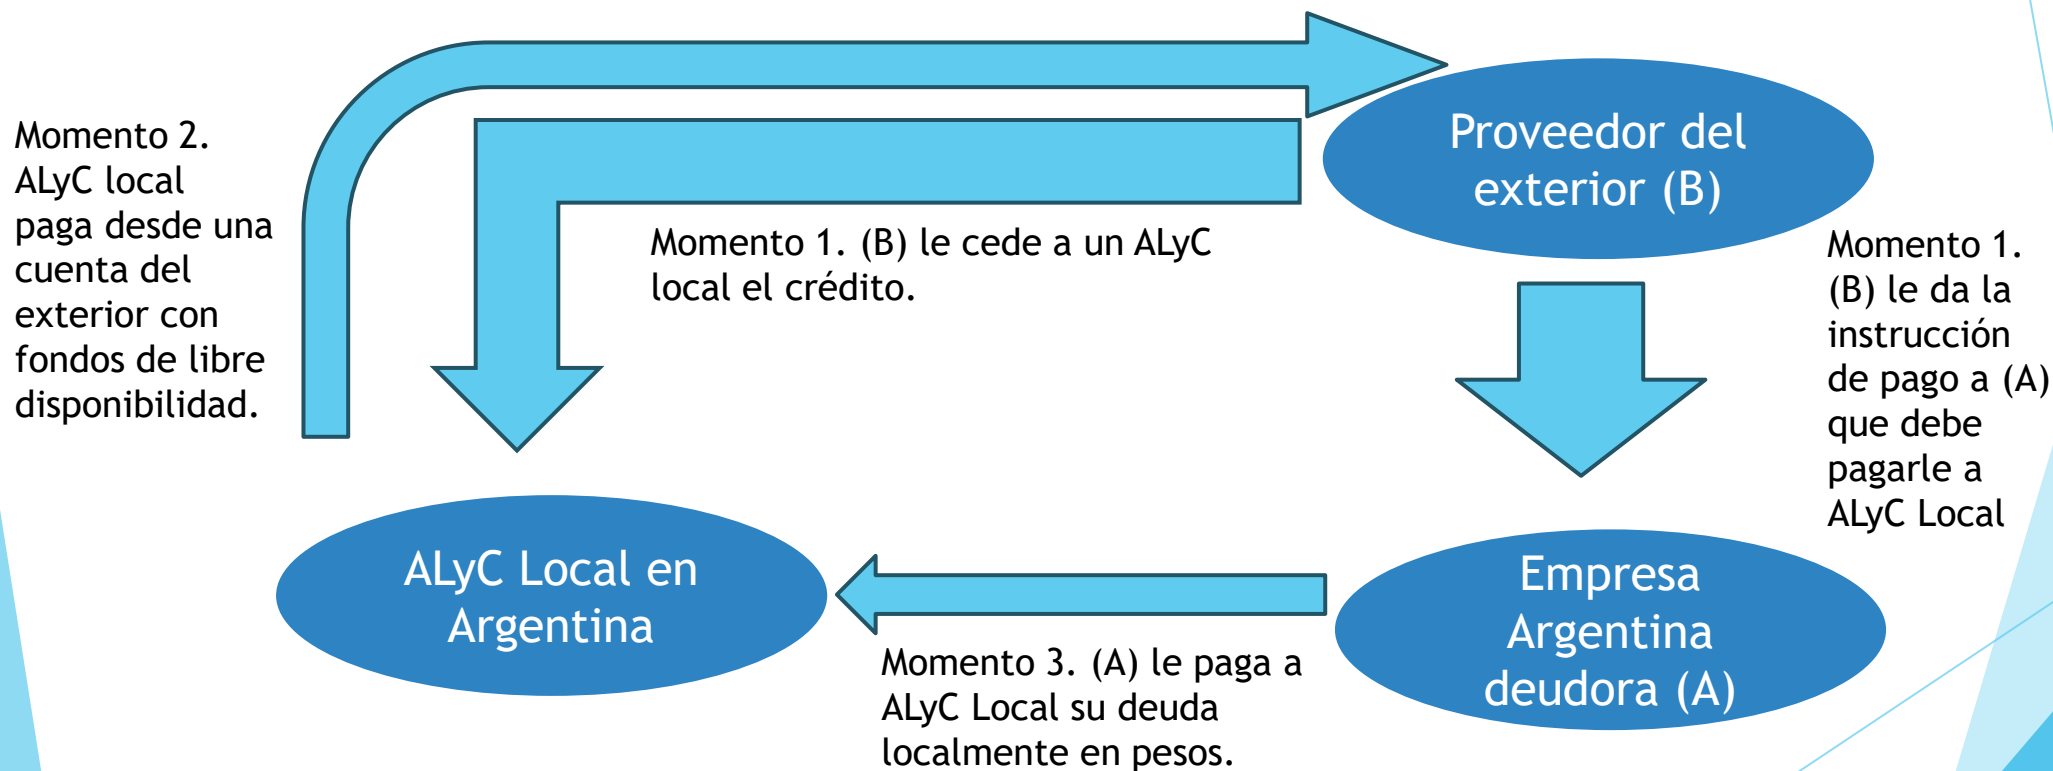 Momento 2.
ALyC local
paga desde una
cuenta del
exterior con
fondos de libre
disponibilidad.
Proveedor del
exterior (B)
Momento 1. (B) le cede a un ALyC
local el crédito.
Momento 1.
(B) le da la
instrucción
de pago a (A)
que debe
pagarle a
ALyC Local
ALyC Local en
Argentina
Empresa
Argentina
deudora (A)
Momento 3. (A) le paga a
ALyC Local su deuda
localmente en pesos.